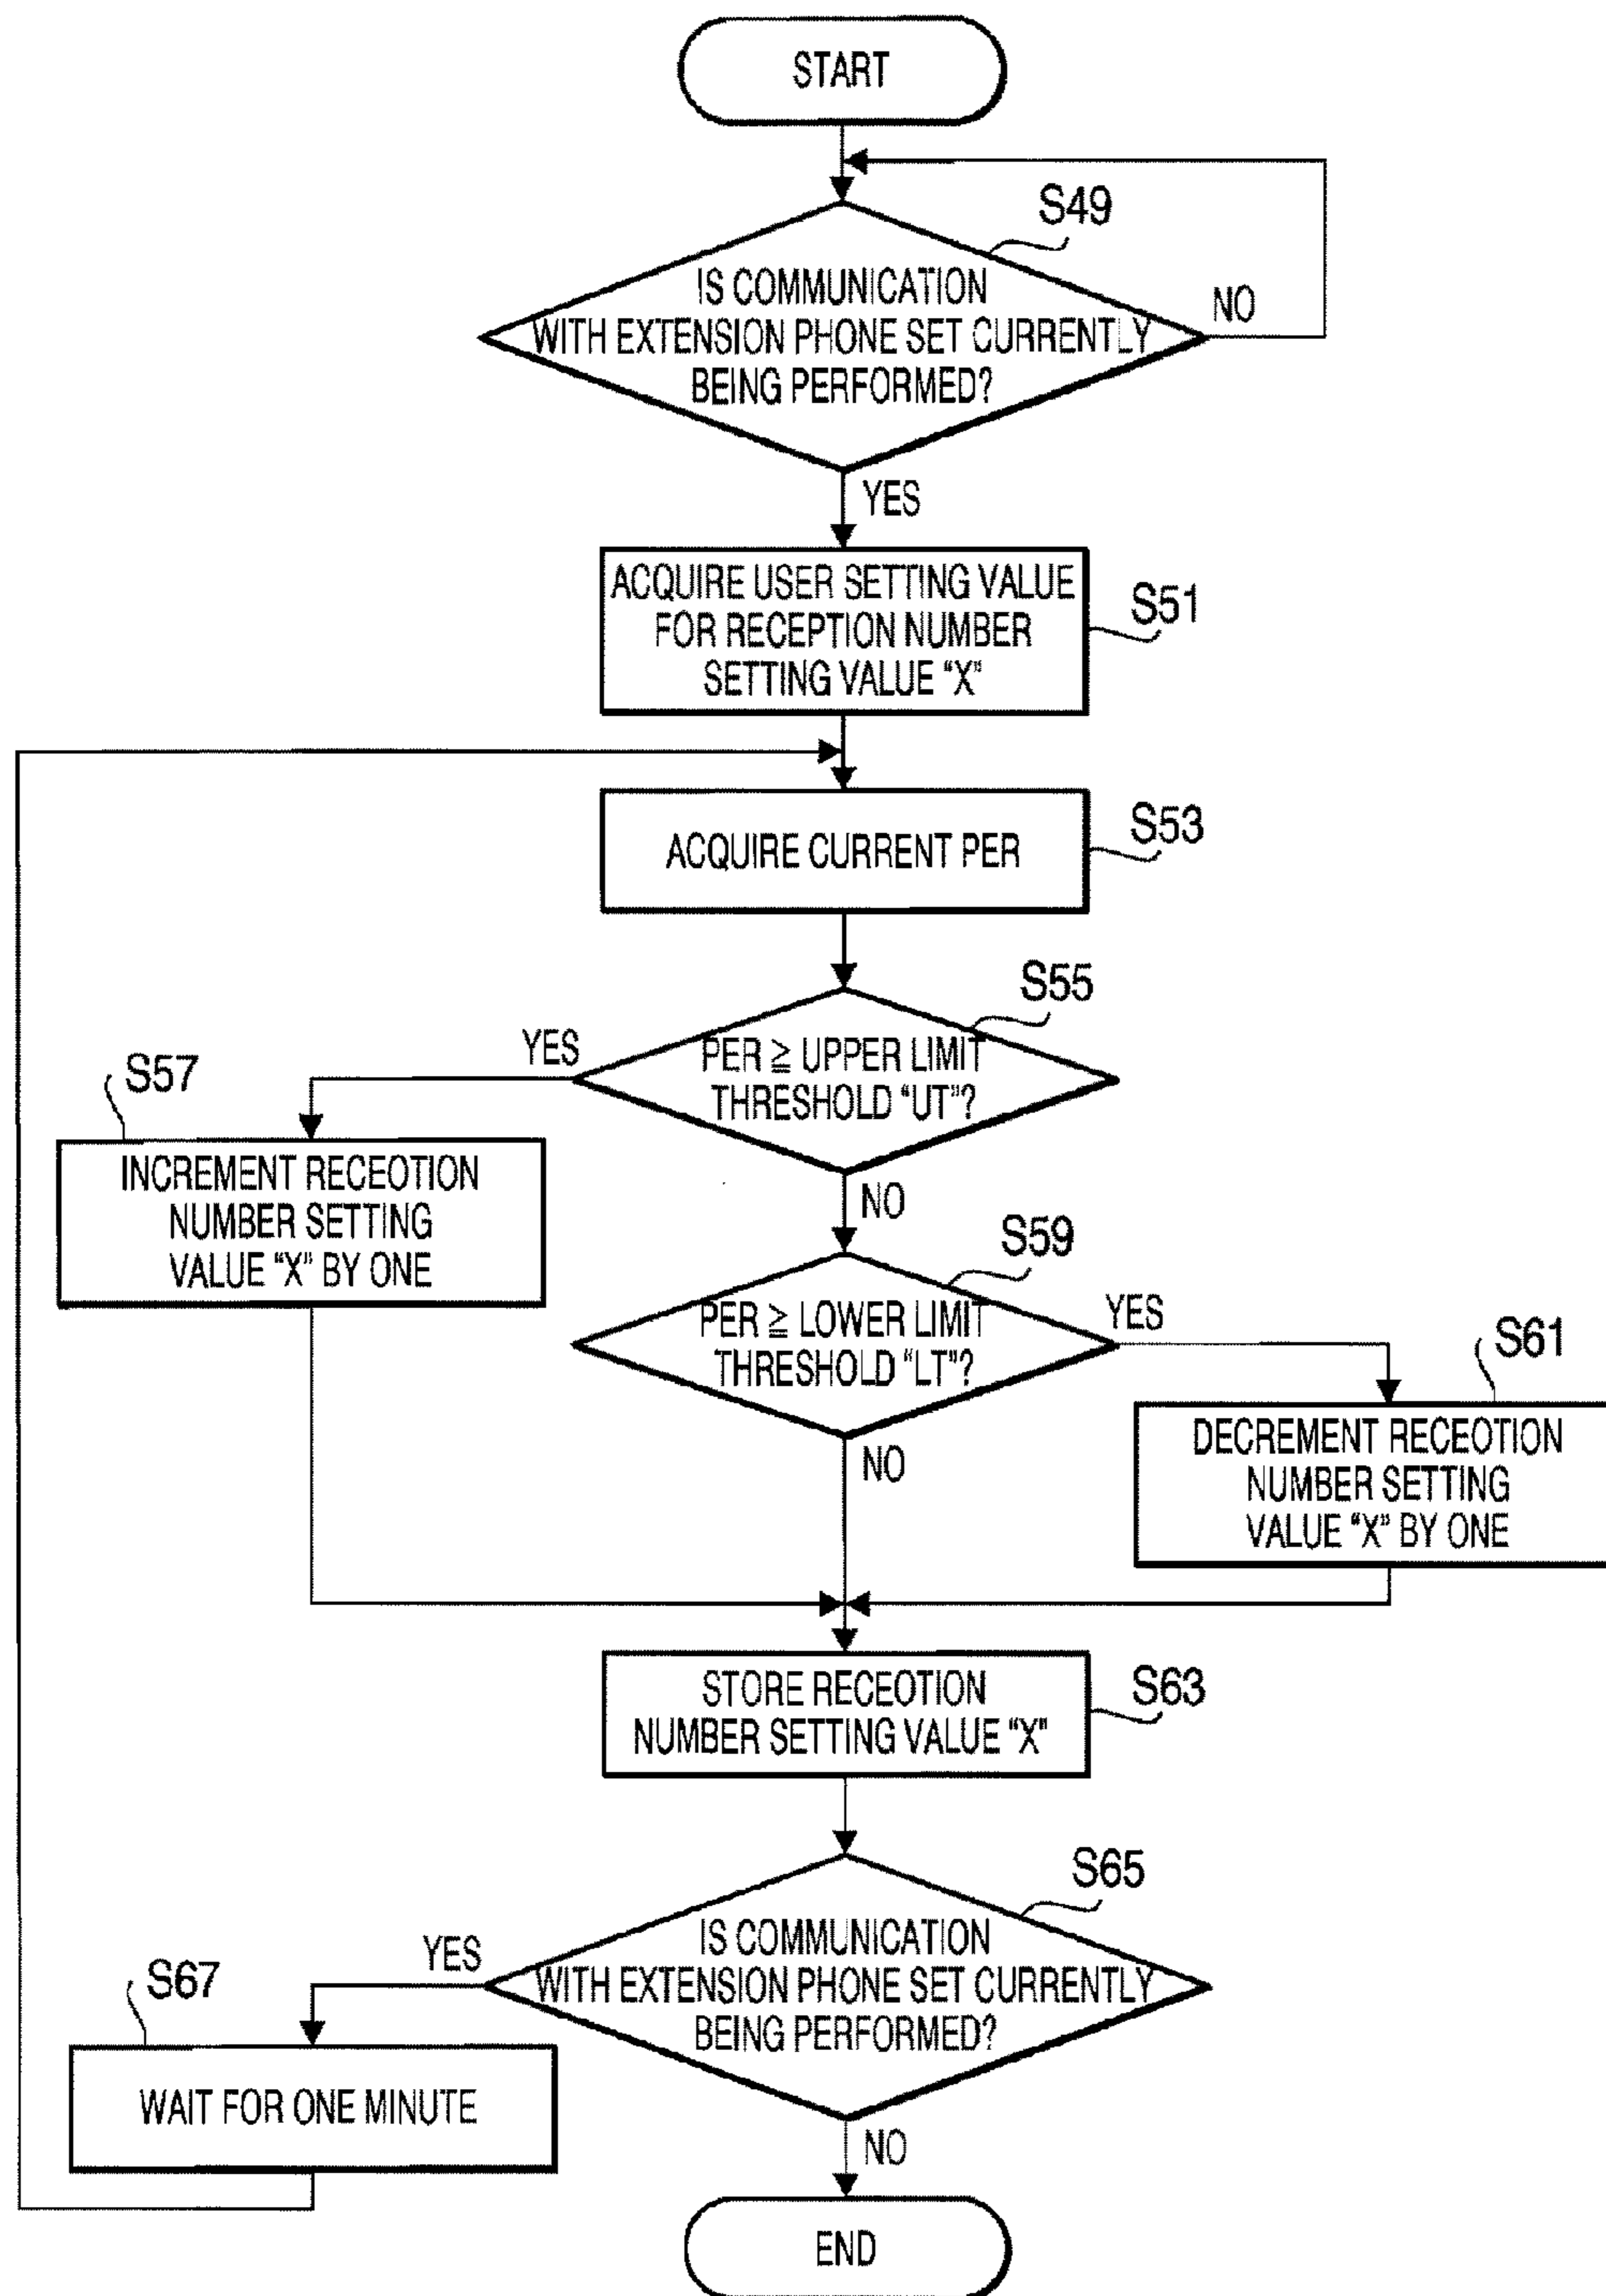 START
S49
IS COMMUNICATION
WITH EXTENSION PHONE SET CURRENTLY
BEING PERFORMED?
NO
YES
ACQUIRE USER SETTING VALUE
FOR RECEPTION NUMBER
SETTING VALUE "X"
S51
ACQUIRE CURRENT PER
S53
S55
PER ≧ UPPER LIMIT
THRESHOLD "UT"?
YES
NO
S57
INCREMENT RECEOTION
NUMBER SETTING
VALUE "X" BY ONE
S59
PER ≧ LOWER LIMIT
THRESHOLD "LT"?
YES
NO
S61
DECREMENT RECEOTION
NUMBER SETTING
VALUE "X" BY ONE
STORE RECEOTION
NUMBER SETTING VALUE "X"
S63
S65
IS COMMUNICATION
WITH EXTENSION PHONE SET CURRENTLY
BEING PERFORMED?
YES
NO
S67
WAIT FOR ONE MINUTE
END